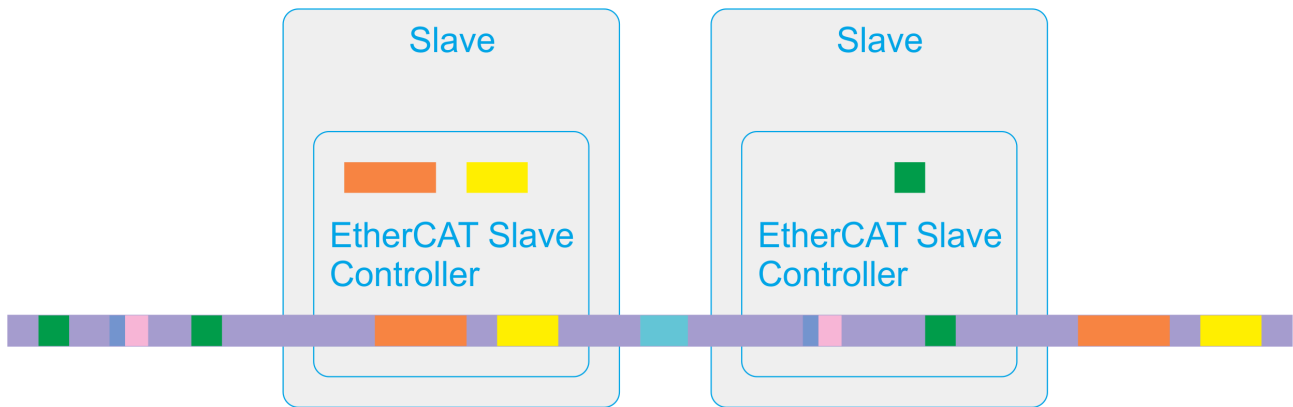 Slave
EtherCAT Slave
Controller
Slave
EtherCAT Slave
Controller